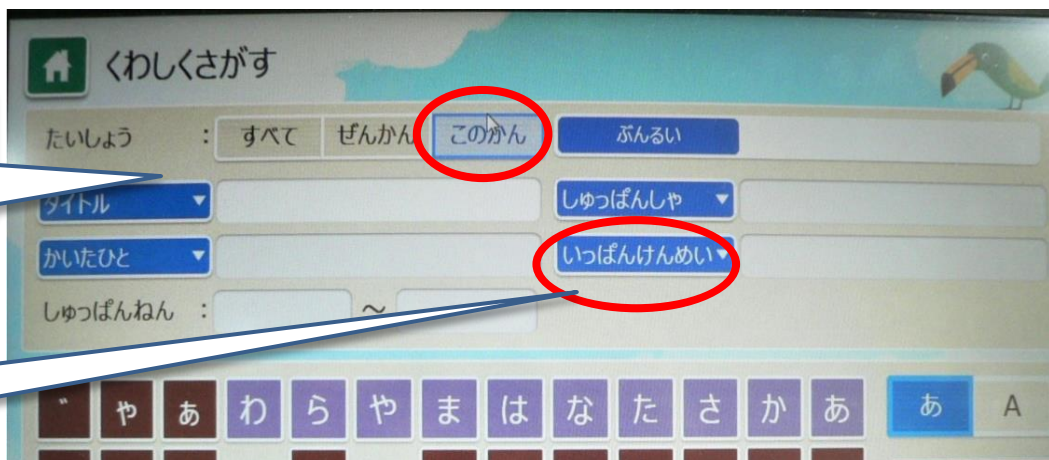 くわしくさがす
たいしょう : すべて ぜんかん このかん ぶんるい
タイトル しゅっぱんしゃ
かいたひと いっぱんけんめい
しゅっぱんねん : ~
゛ ゃ ぁ わ ら や ま は な た さ か あ あ A